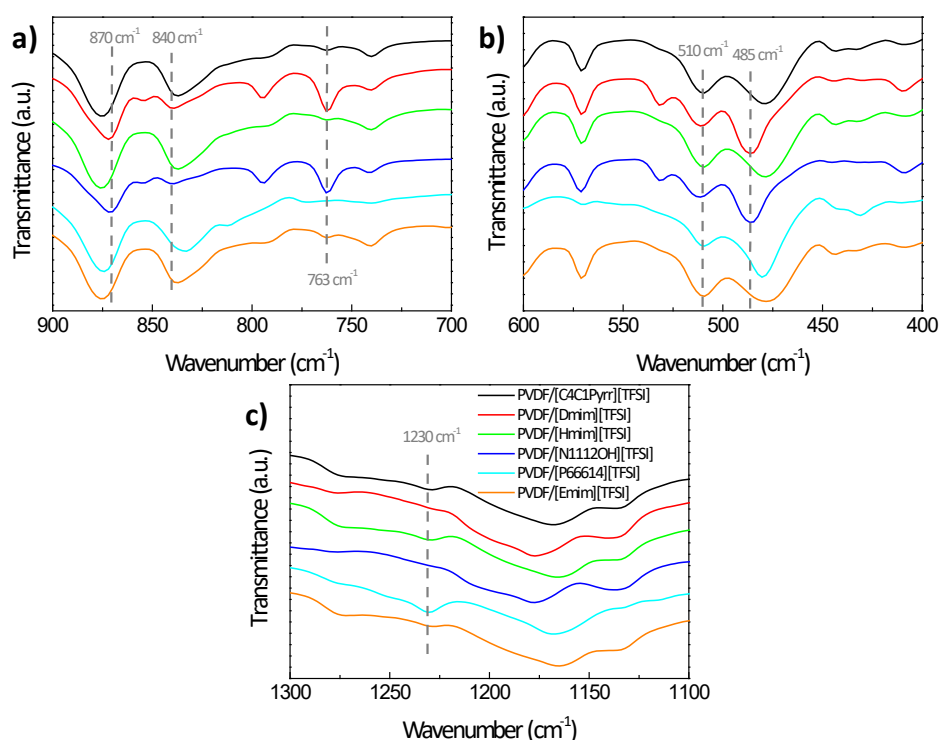 a)
870 cm⁻¹
840 cm⁻¹
763 cm⁻¹
Transmittance (a.u.)
900
850
800
750
700
Wavenumber (cm⁻¹)
b)
510 cm⁻¹
485 cm⁻¹
Transmittance (a.u.)
600
550
500
450
400
Wavenumber (cm⁻¹)
c)
1230 cm⁻¹
PVDF/[C4C1Pyrr][TFSI]
PVDF/[Dmim][TFSI]
PVDF/[Hmim][TFSI]
PVDF/[N1112OH][TFSI]
PVDF/[P66614][TFSI]
PVDF/[Emim][TFSI]
Transmittance (a.u.)
1300
1250
1200
1150
1100
Wavenumber (cm⁻¹)